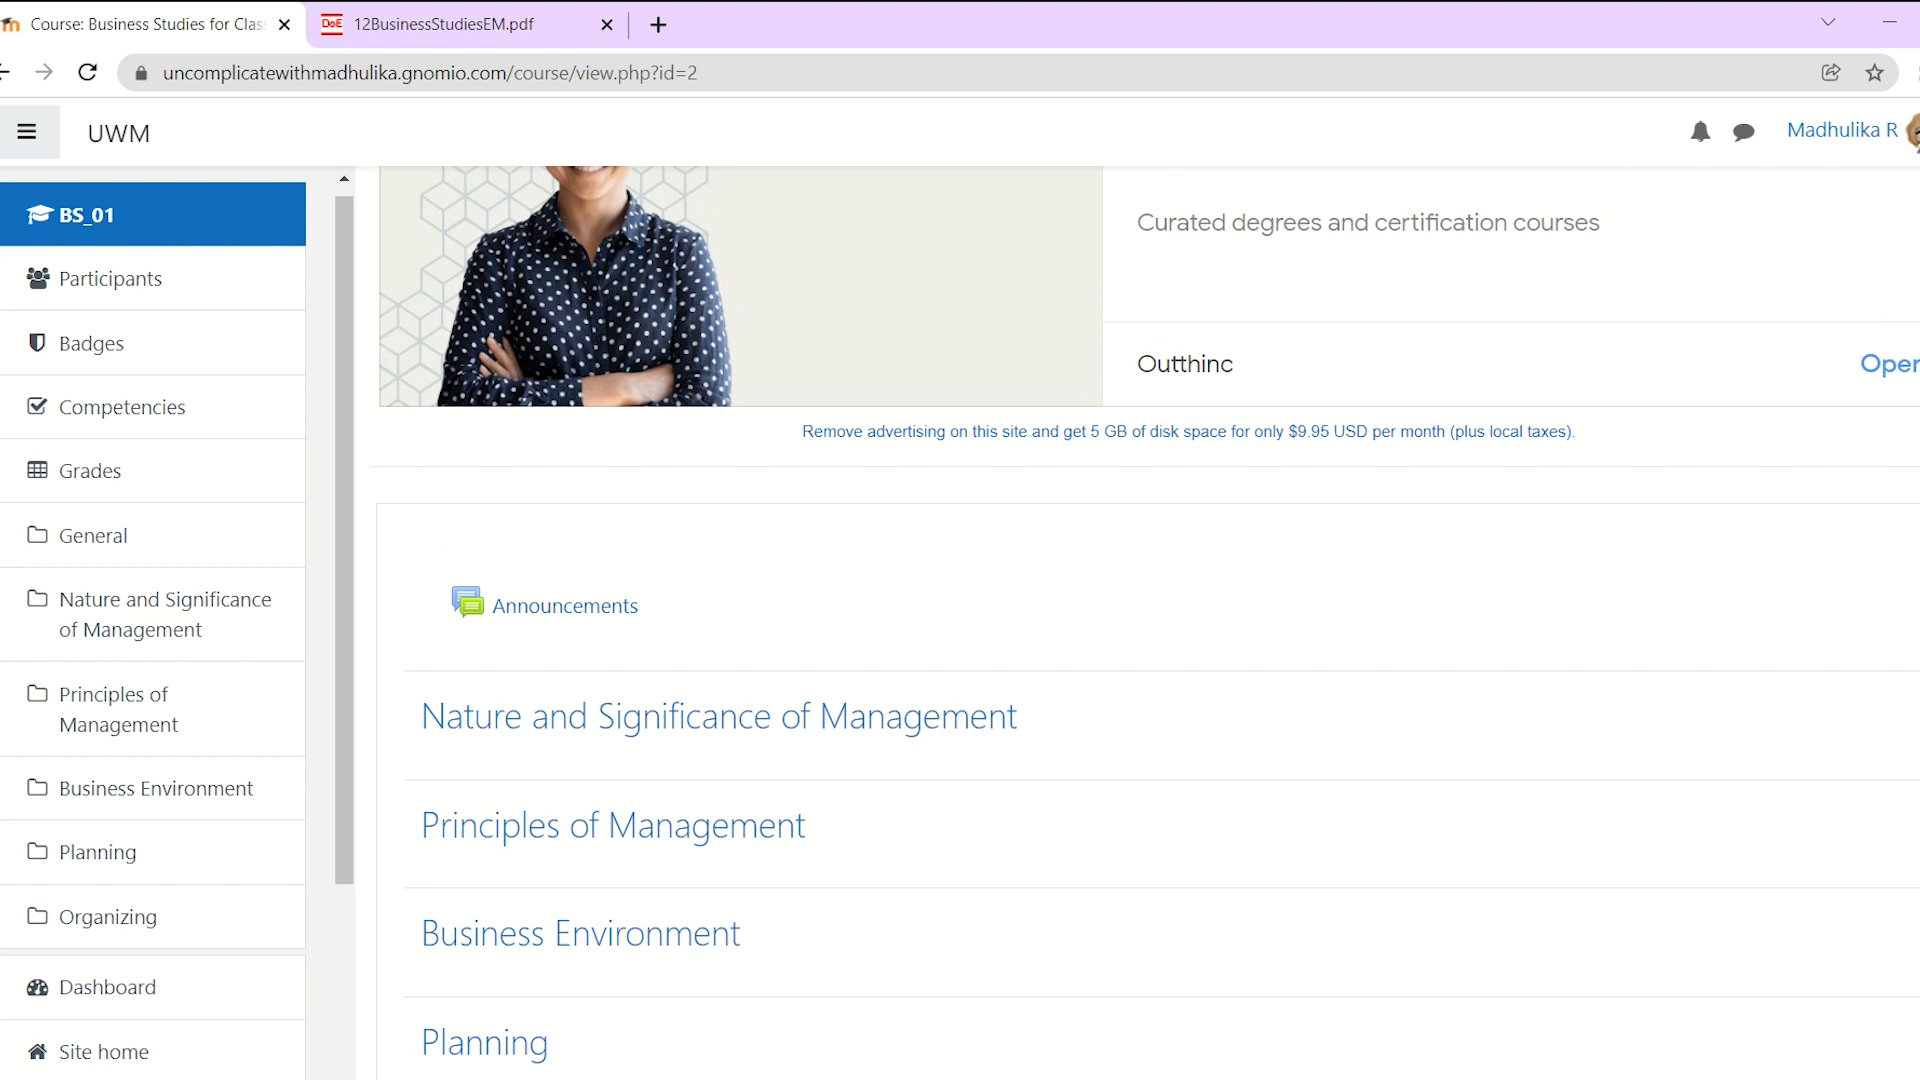 Course: Business Studies for Clas
DoE 12BusinessStudiesEM.pdf
uncomplicatewithmadhulika.gnomio.com/course/view.php?id=2
UWM
Madhulika R
BS_01
Participants
Badges
Competencies
Grades
General
Nature and Significance
of Management
Principles of
Management
Business Environment
Planning
Organizing
Dashboard
Site home
Curated degrees and certification courses
Outthinc
Open
Remove advertising on this site and get 5 GB of disk space for only $9.95 USD per month (plus local taxes).
Announcements
Nature and Significance of Management
Principles of Management
Business Environment
Planning